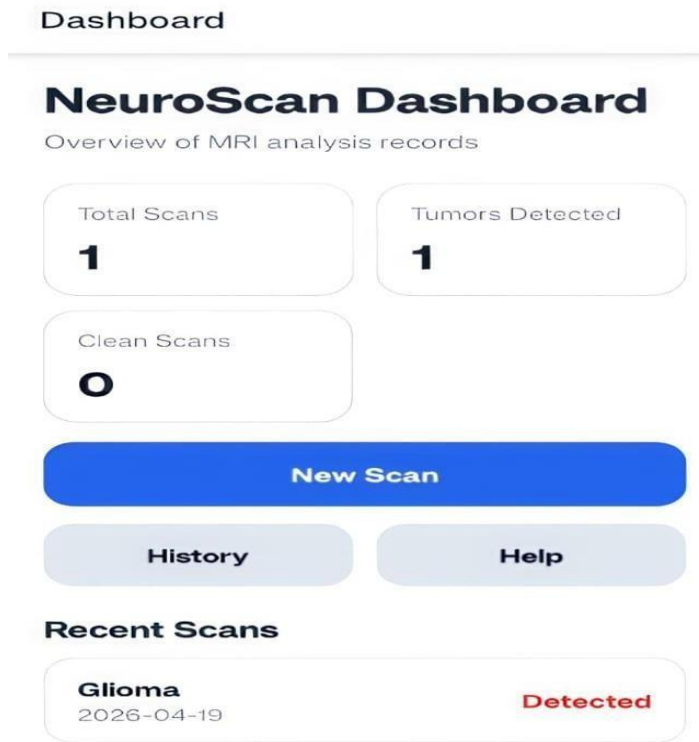 Dashboard
NeuroScan Dashboard
Overview of MRI analysis records
Total Scans
1
Tumors Detected
1
Clean Scans
0
New Scan
History
Help
Recent Scans
Glioma
2026-04-19
Detected